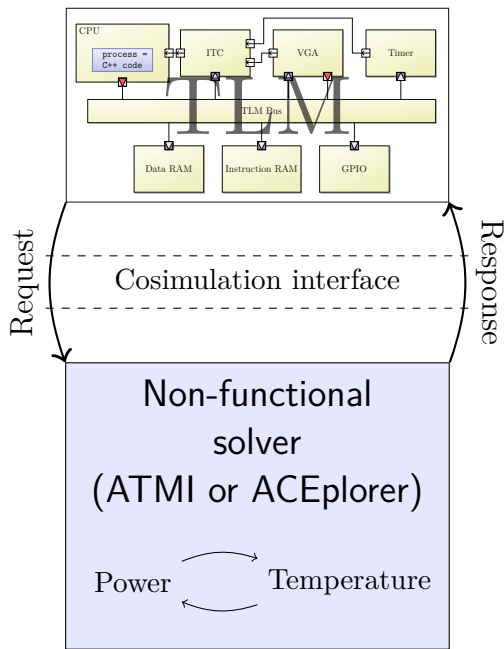 CPU
process =
C++ code
ITC
VGA
Timer
TLM
TLM Bus
Data RAM
Instruction RAM
GPIO
Request
Cosimulation interface
Response
Non-functional
solver
(ATMI or ACEplorer)
Power
Temperature